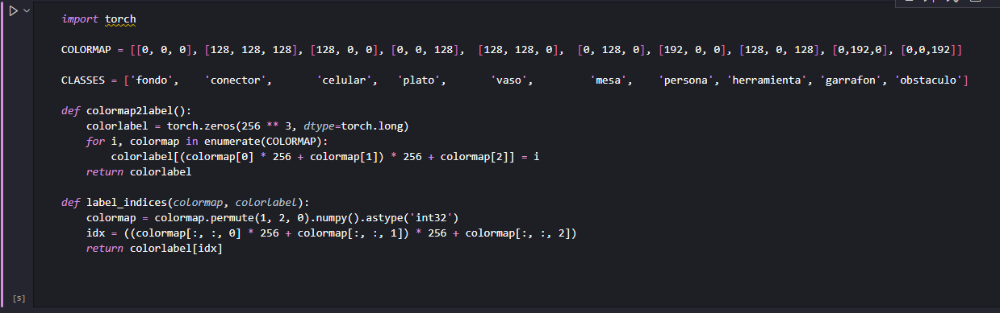 import torch
COLORMAP = [[0, 0, 0], [128, 128, 128], [128, 0, 0], [0, 0, 128],  [128, 128, 0],  [0, 128, 0], [192, 0, 0], [128, 0, 128], [0,192,0], [0,0,192]]
CLASSES = ['fondo',    'conector',       'celular',   'plato',       'vaso',         'mesa',    'persona', 'herramienta', 'garrafon', 'obstaculo']
def colormap2label():
    colorlabel = torch.zeros(256 ** 3, dtype=torch.long)
    for i, colormap in enumerate(COLORMAP):
        colorlabel[(colormap[0] * 256 + colormap[1]) * 256 + colormap[2]] = i
    return colorlabel
def label_indices(colormap, colorlabel):
    colormap = colormap.permute(1, 2, 0).numpy().astype('int32')
    idx = ((colormap[:, :, 0] * 256 + colormap[:, :, 1]) * 256 + colormap[:, :, 2])
    return colorlabel[idx]
[5]